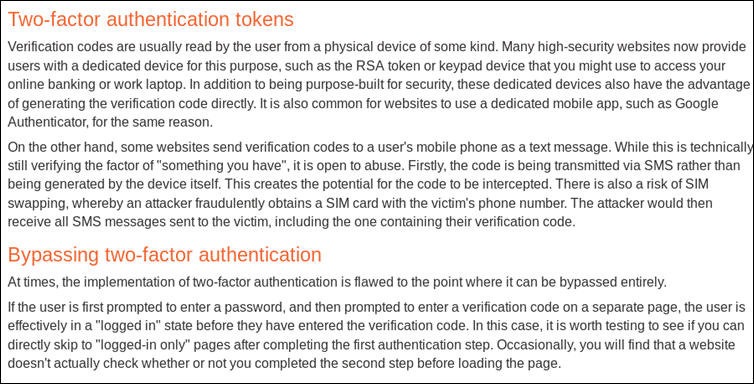 Two-factor authentication tokens
Verification codes are usually read by the user from a physical device of some kind. Many high-security websites now provide
users with a dedicated device for this purpose, such as the RSA token or keypad device that you might use to access your
online banking or work laptop. In addition to being purpose-built for security, these dedicated devices also have the advantage
of generating the verification code directly. It is also common for websites to use a dedicated mobile app, such as Google
Authenticator, for the same reason.
On the other hand, some websites send verification codes to a user's mobile phone as a text message. While this is technically
still verifying the factor of "something you have", it is open to abuse. Firstly, the code is being transmitted via SMS rather than
being generated by the device itself. This creates the potential for the code to be intercepted. There is also a risk of SIM
swapping, whereby an attacker fraudulently obtains a SIM card with the victim's phone number. The attacker would then
receive all SMS messages sent to the victim, including the one containing their verification code.
Bypassing two-factor authentication
At times, the implementation of two-factor authentication is flawed to the point where it can be bypassed entirely.
If the user is first prompted to enter a password, and then prompted to enter a verification code on a separate page, the user is
effectively in a "logged in" state before they have entered the verification code. In this case, it is worth testing to see if you can
directly skip to "logged-in only" pages after completing the first authentication step. Occasionally, you will find that a website
doesn't actually check whether or not you completed the second step before loading the page.